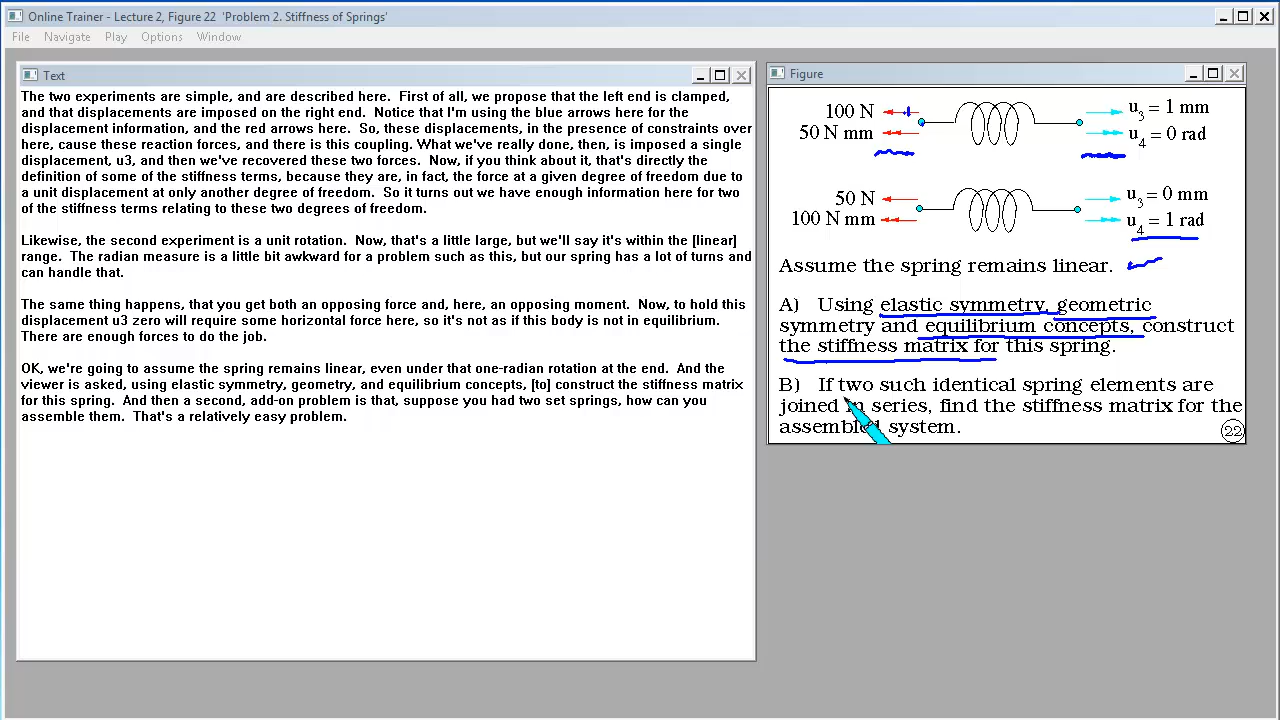 Online Trainer - Lecture 2, Figure 22 'Problem 2. Stiffness of Springs'
File Navigate Play Options Window
Text
The two experiments are simple, and are described here. First of all, we propose that the left end is clamped,
and that displacements are imposed on the right end. Notice that I'm using the blue arrows here for the
displacement information, and the red arrows here. So, these displacements, in the presence of constraints over
here, cause these reaction forces, and there is this coupling. What we've really done, then, is imposed a single
displacement, u3, and then we've recovered these two forces. Now, if you think about it, that's directly the
definition of some of the stiffness terms, because they are, in fact, the force at a given degree of freedom due to
a unit displacement at only another degree of freedom. So it turns out we have enough information here for two
of the stiffness terms relating to these two degrees of freedom.
Likewise, the second experiment is a unit rotation. Now, that's a little large, but we'll say it's within the [linear]
range. The radian measure is a little bit awkward for a problem such as this, but our spring has a lot of turns and
can handle that.
The same thing happens, that you get both an opposing force and, here, an opposing moment. Now, to hold this
displacement u3 zero will require some horizontal force here, so it's not as if this body is not in equilibrium.
There are enough forces to do the job.
OK, we're going to assume the spring remains linear, even under that one-radian rotation at the end. And the
viewer is asked, using elastic symmetry, geometry, and equilibrium concepts, [to] construct the stiffness matrix
for this spring. And then a second, add-on problem is that, suppose you had two set springs, how can you
assemble them. That's a relatively easy problem.
Figure
100 N u3 = 1 mm
50 N mm u4 = 0 rad
50 N u3 = 0 mm
100 N mm u4 = 1 rad
Assume the spring remains linear.
A) Using elastic symmetry, geometric
symmetry and equilibrium concepts, construct
the stiffness matrix for this spring.
B) If two such identical spring elements are
joined in series, find the stiffness matrix for the
assembled system.
22